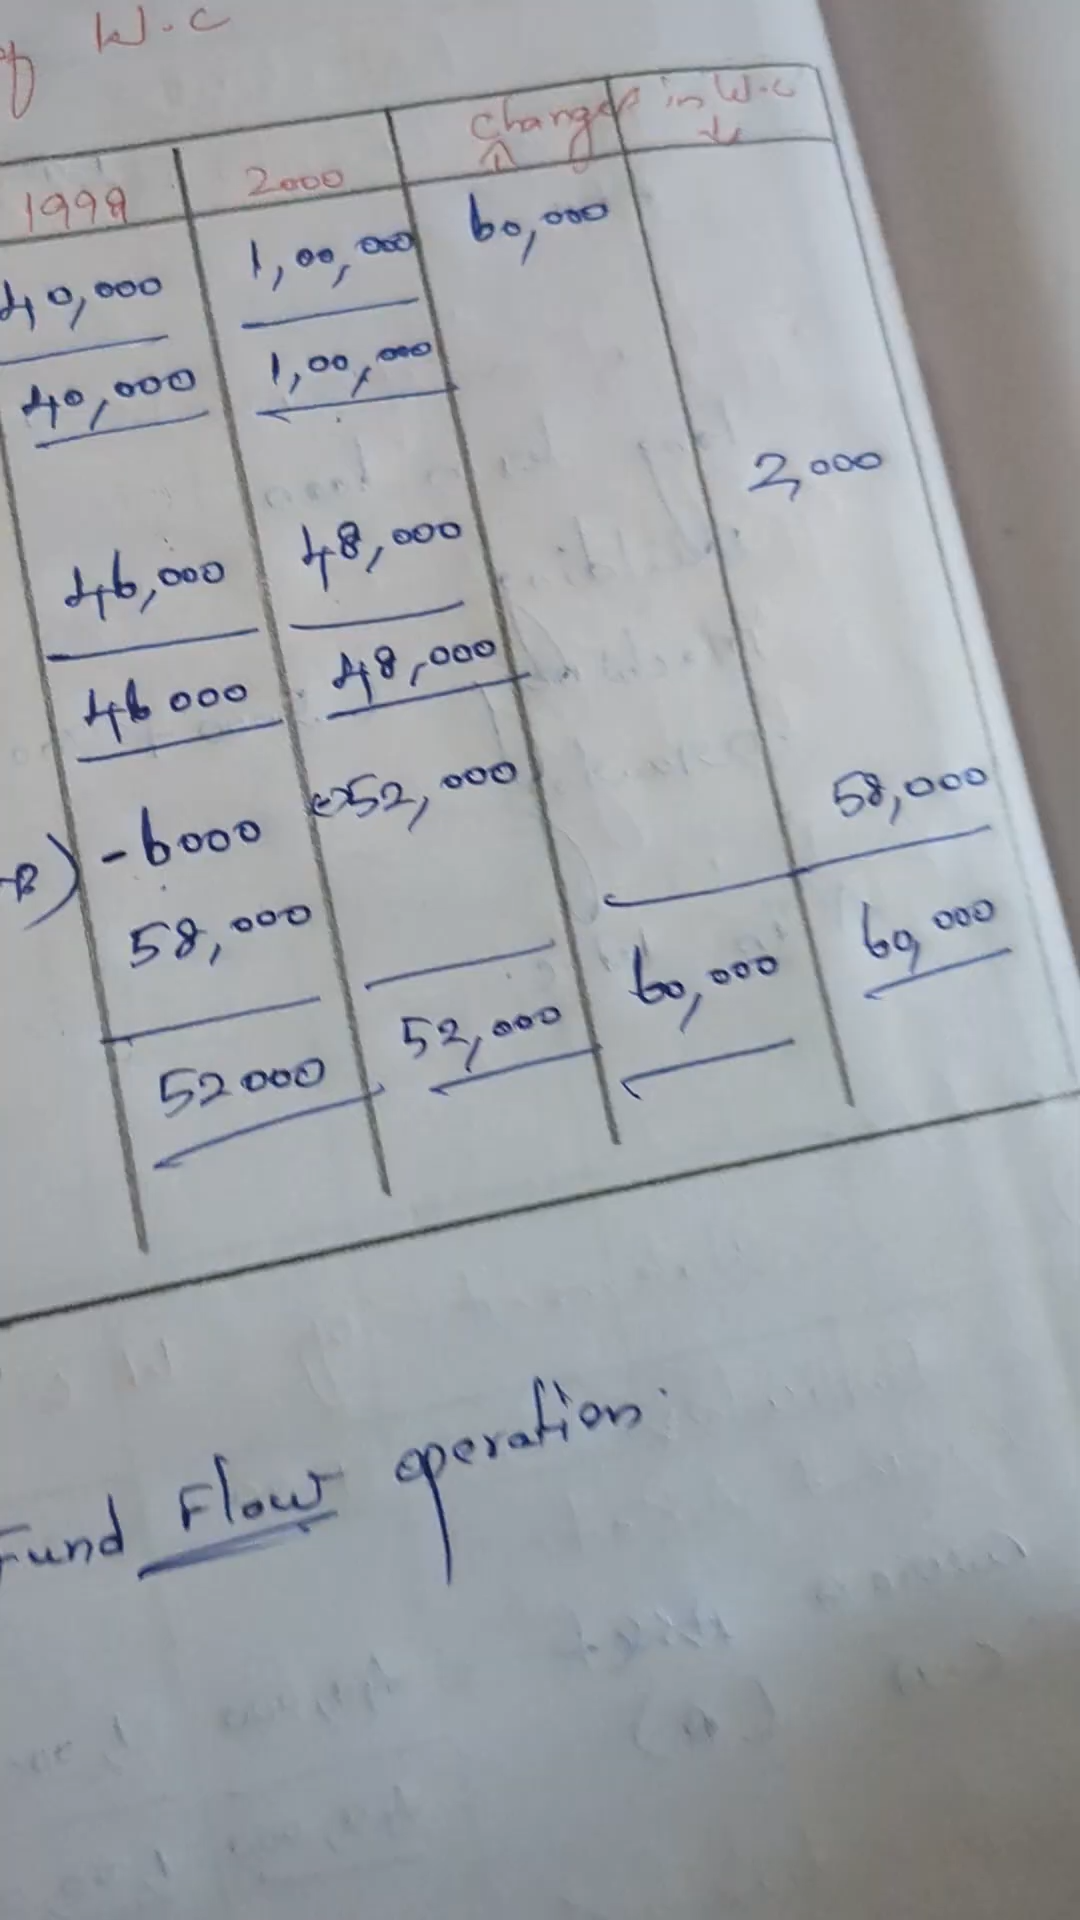 of W.C
changes in W.C
1998 2000 ↑ ↓
40,000 1,00,000 60,000
40,000 1,00,000
46,000 48,000 2,000
46000 48,000
-B) -6000 (-)52,000 58,000
58,000
52000 52,000 60,000 60,000
Fund Flow operation.